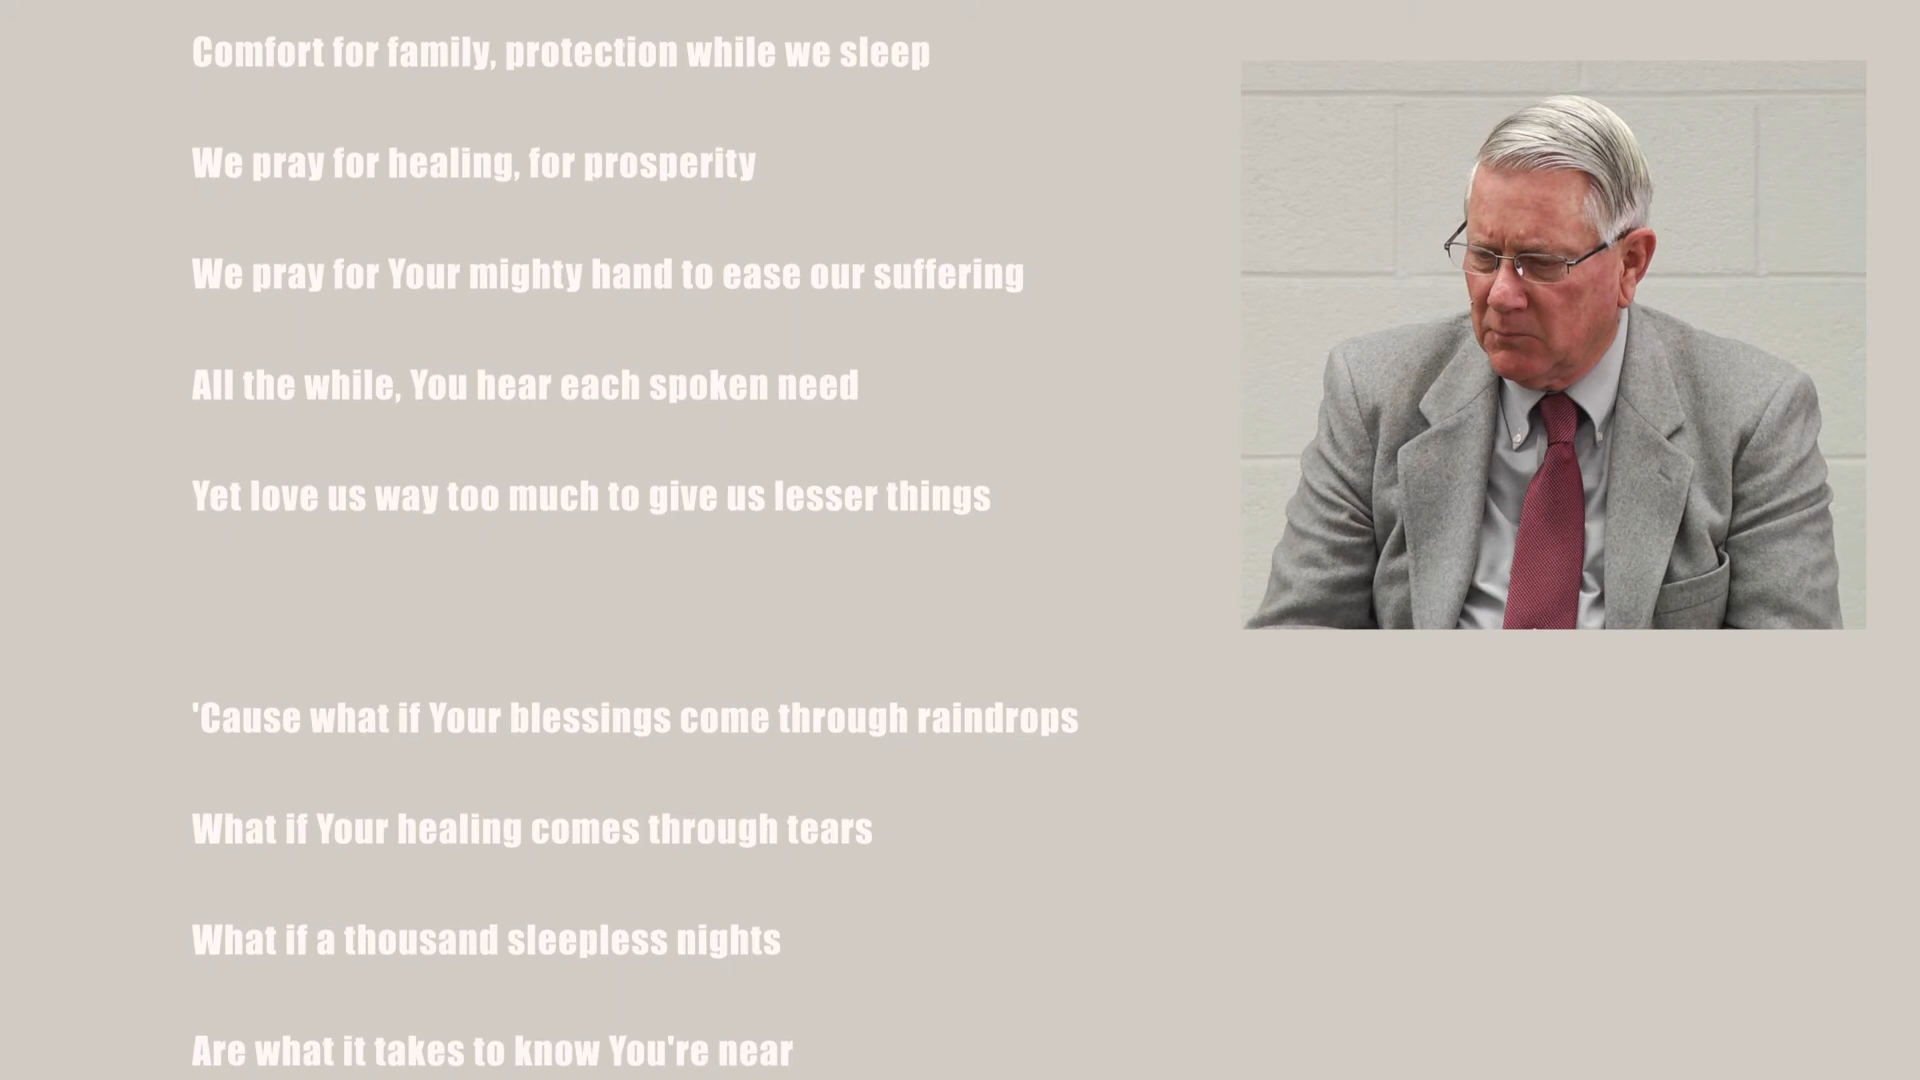 Comfort for family, protection while we sleep
We pray for healing, for prosperity
We pray for Your mighty hand to ease our suffering
All the while, You hear each spoken need
Yet love us way too much to give us lesser things
'Cause what if Your blessings come through raindrops
What if Your healing comes through tears
What if a thousand sleepless nights
Are what it takes to know You're near